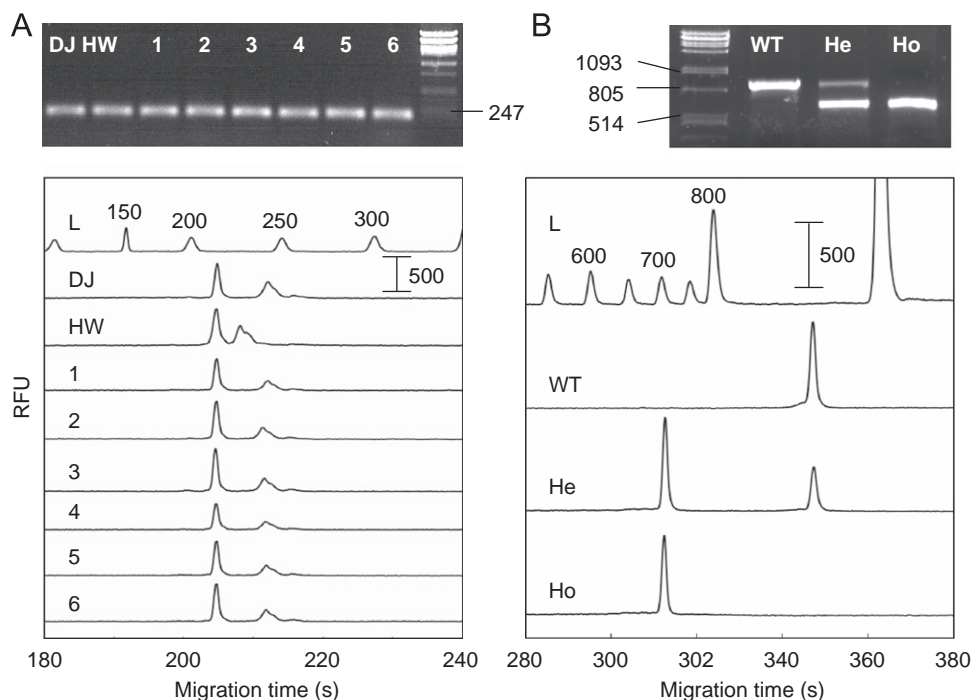 A
DJ HW 1 2 3 4 5 6
247
L 150 200 250 300
500
DJ
HW
1
2
3
4
5
6
RFU
180 200 220 240
Migration time (s)
B
WT He Ho
1093
805
514
L 600 700 800
500
WT
He
Ho
280 300 302 340 360 380
Migration time (s)